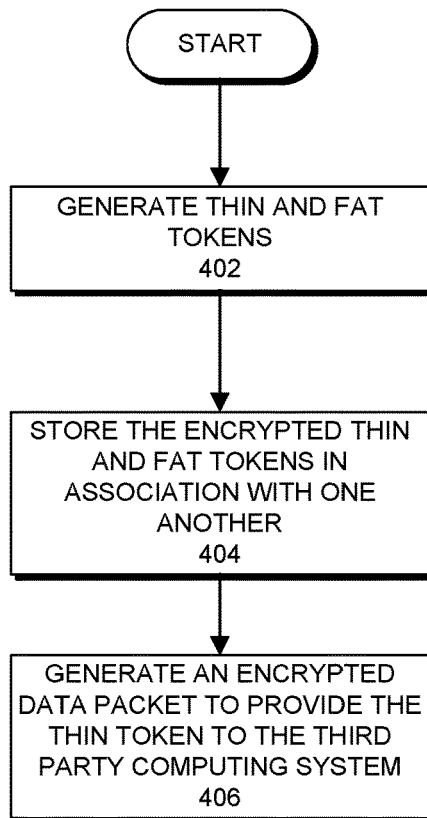 START
GENERATE THIN AND FAT
TOKENS
402
STORE THE ENCRYPTED THIN
AND FAT TOKENS IN
ASSOCIATION WITH ONE
ANOTHER
404
GENERATE AN ENCRYPTED
DATA PACKET TO PROVIDE THE
THIN TOKEN TO THE THIRD
PARTY COMPUTING SYSTEM
406